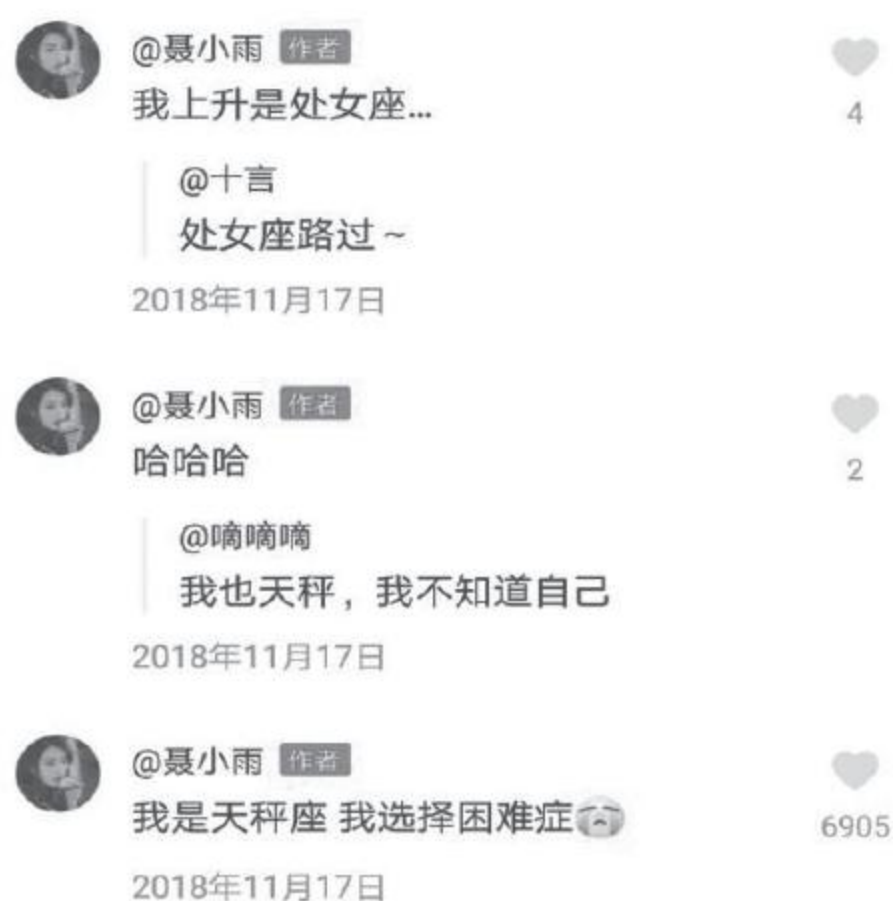 @聂小雨 作者
我上升是处女座...
4
@十言
处女座路过～
2018年11月17日
@聂小雨 作者
哈哈哈
2
@嘀嘀嘀
我也天秤，我不知道自己
2018年11月17日
@聂小雨 作者
我是天秤座 我选择困难症😭
6905
2018年11月17日